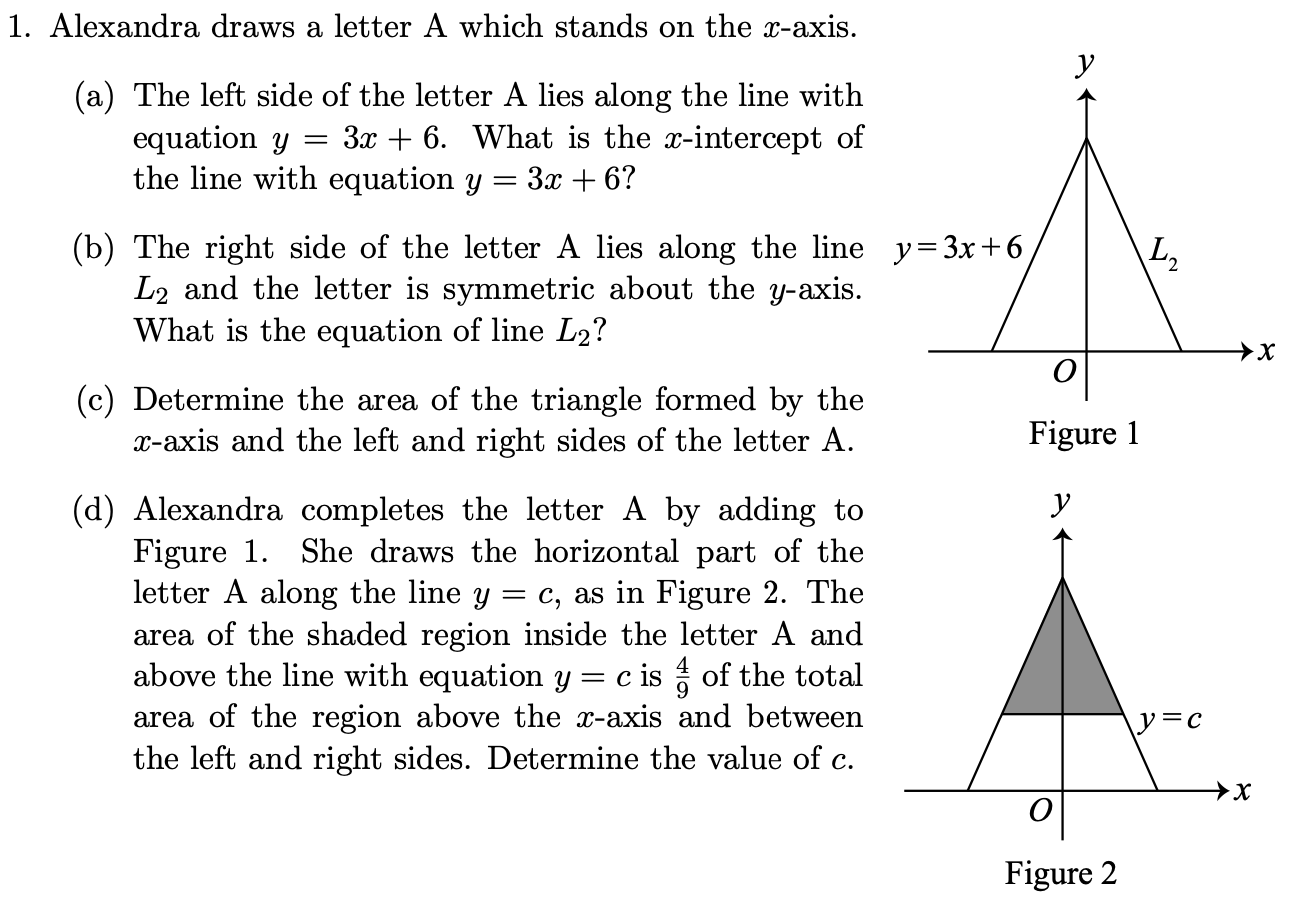 1. Alexandra draws a letter A which stands on the x-axis.
(a) The left side of the letter A lies along the line with
equation y = 3x + 6. What is the x-intercept of
the line with equation y = 3x + 6?
(b) The right side of the letter A lies along the line
L₂ and the letter is symmetric about the y-axis.
What is the equation of line L₂?
(c) Determine the area of the triangle formed by the
x-axis and the left and right sides of the letter A.
(d) Alexandra completes the letter A by adding to
Figure 1. She draws the horizontal part of the
letter A along the line y = c, as in Figure 2. The
area of the shaded region inside the letter A and
above the line with equation y = c is 4/9 of the total
area of the region above the x-axis and between
the left and right sides. Determine the value of c.
y
y=3x+6
L₂
x
O
Figure 1
y
y=c
x
O
Figure 2